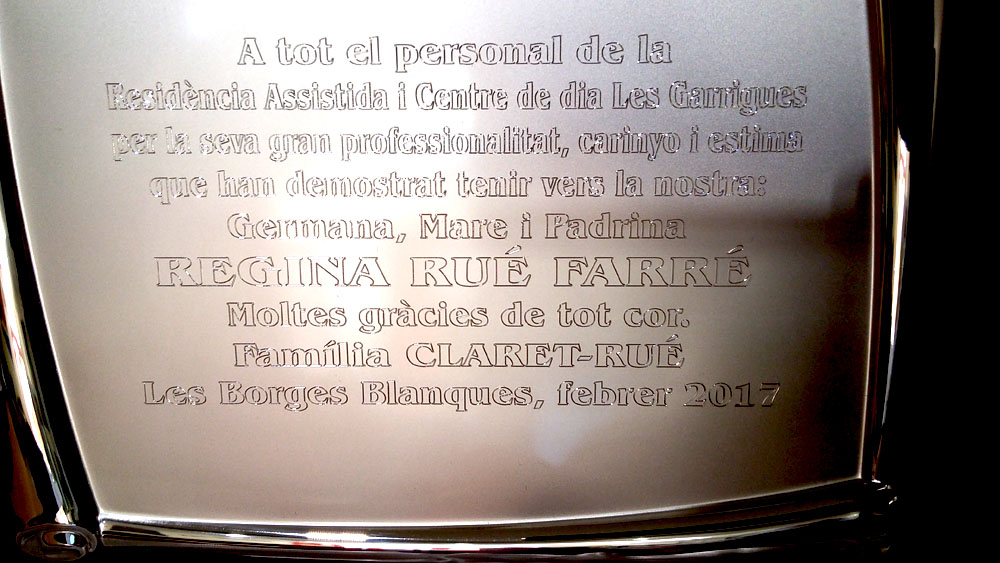 A tot el personal de la
Residència Assistida i Centre de dia Les Garrigues
per la seva gran professionalitat, carinyo i estima
que han demostrat tenir vers la nostra:
Germana, Mare i Padrina
REGINA RUÉ FARRÉ
Moltes gràcies de tot cor.
Família CLARET-RUÉ
Les Borges Blanques, febrer 2017